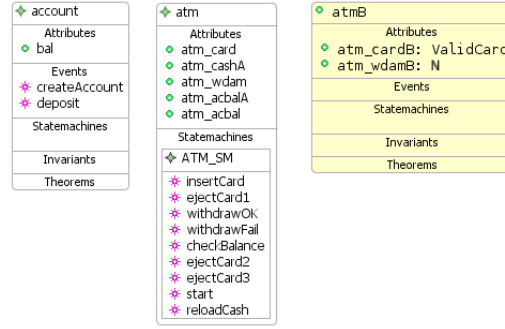 account
Attributes
bal
Events
createAccount
deposit
Statemachines
Invariants
Theorems
atm
Attributes
atm_card
atm_cashA
atm_wdam
atm_acbalA
atm_acbal
Statemachines
ATM_SM
insertCard
ejectCard1
withdrawOK
withdrawFail
checkBalance
ejectCard2
ejectCard3
start
reloadCash
atmB
Attributes
atm_cardB: ValidCard
atm_wdamB: ℕ
Events
Statemachines
Invariants
Theorems